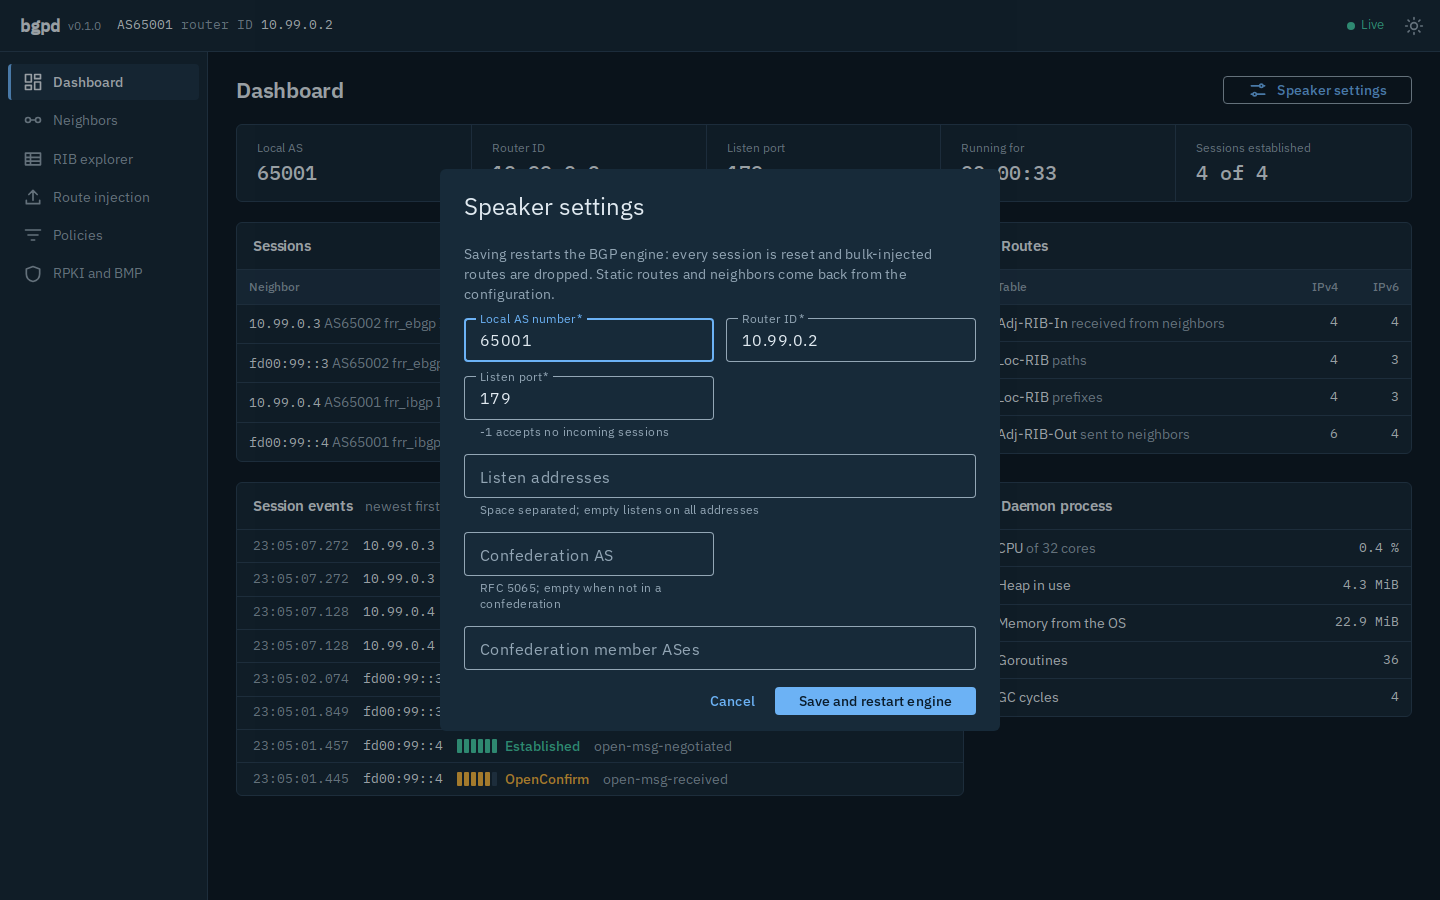 bgpd v0.1.0 AS65001 router ID 10.99.0.2
Live
Dashboard
Neighbors
RIB explorer
Route injection
Policies
RPKI and BMP
Dashboard
Speaker settings
Local AS
65001
Router ID
Listen port
Running for
00:33
Sessions established
4 of 4
Sessions
Neighbor
10.99.0.3 AS65002 frr_ebgp
fd00:99::3 AS65002 frr_ebgp
10.99.0.4 AS65001 frr_ibgp
fd00:99::4 AS65001 frr_ibgp
Routes
Table IPv4 IPv6
Adj-RIB-In received from neighbors 4 4
Loc-RIB paths 4 3
Loc-RIB prefixes 4 3
Adj-RIB-Out sent to neighbors 6 4
Session events newest first
23:05:07.272 10.99.0.3
23:05:07.272 10.99.0.3
23:05:07.128 10.99.0.4
23:05:07.128 10.99.0.4
23:05:02.074 fd00:99::3
23:05:01.849 fd00:99::3
23:05:01.457 fd00:99::4 Established open-msg-negotiated
23:05:01.445 fd00:99::4 OpenConfirm open-msg-received
Daemon process
CPU of 32 cores 0.4 %
Heap in use 4.3 MiB
Memory from the OS 22.9 MiB
Goroutines 36
GC cycles 4
Speaker settings
Saving restarts the BGP engine: every session is reset and bulk-injected
routes are dropped. Static routes and neighbors come back from the
configuration.
Local AS number*
65001
Router ID*
10.99.0.2
Listen port*
179
-1 accepts no incoming sessions
Listen addresses
Space separated; empty listens on all addresses
Confederation AS
RFC 5065; empty when not in a
confederation
Confederation member ASes
Cancel
Save and restart engine